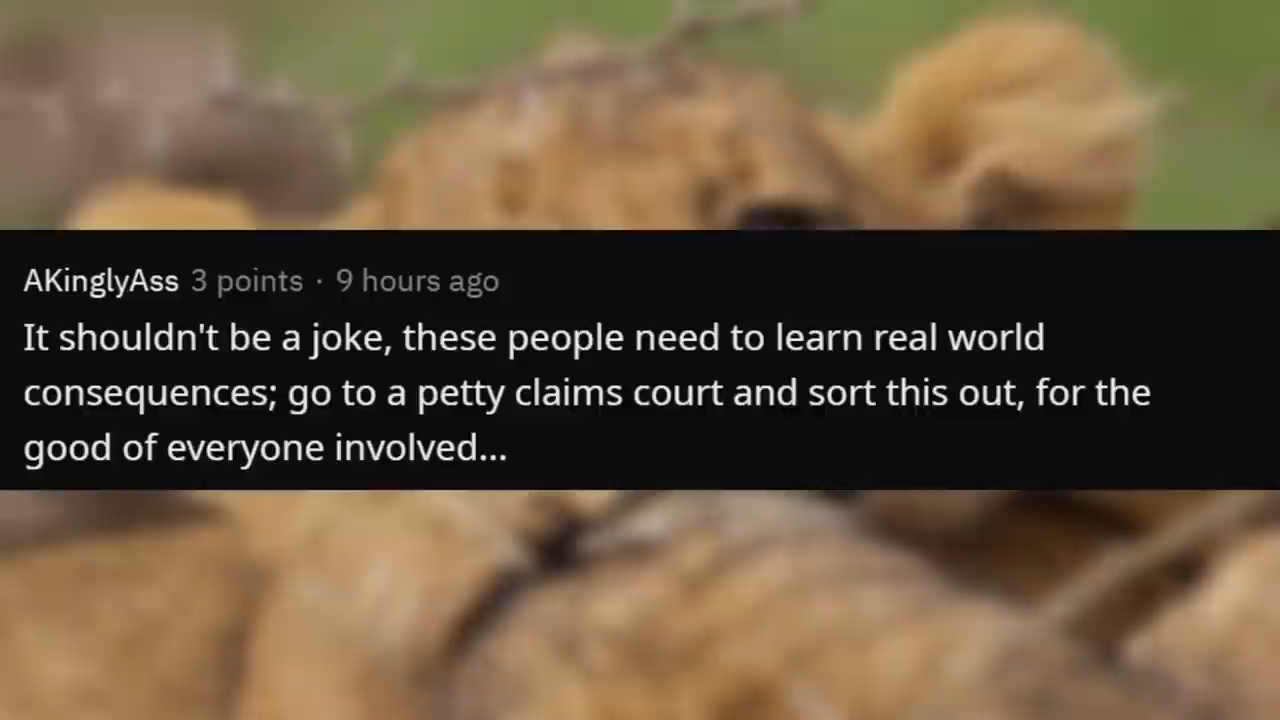 AKinglyAss 3 points · 9 hours ago
It shouldn't be a joke, these people need to learn real world
consequences; go to a petty claims court and sort this out, for the
good of everyone involved...